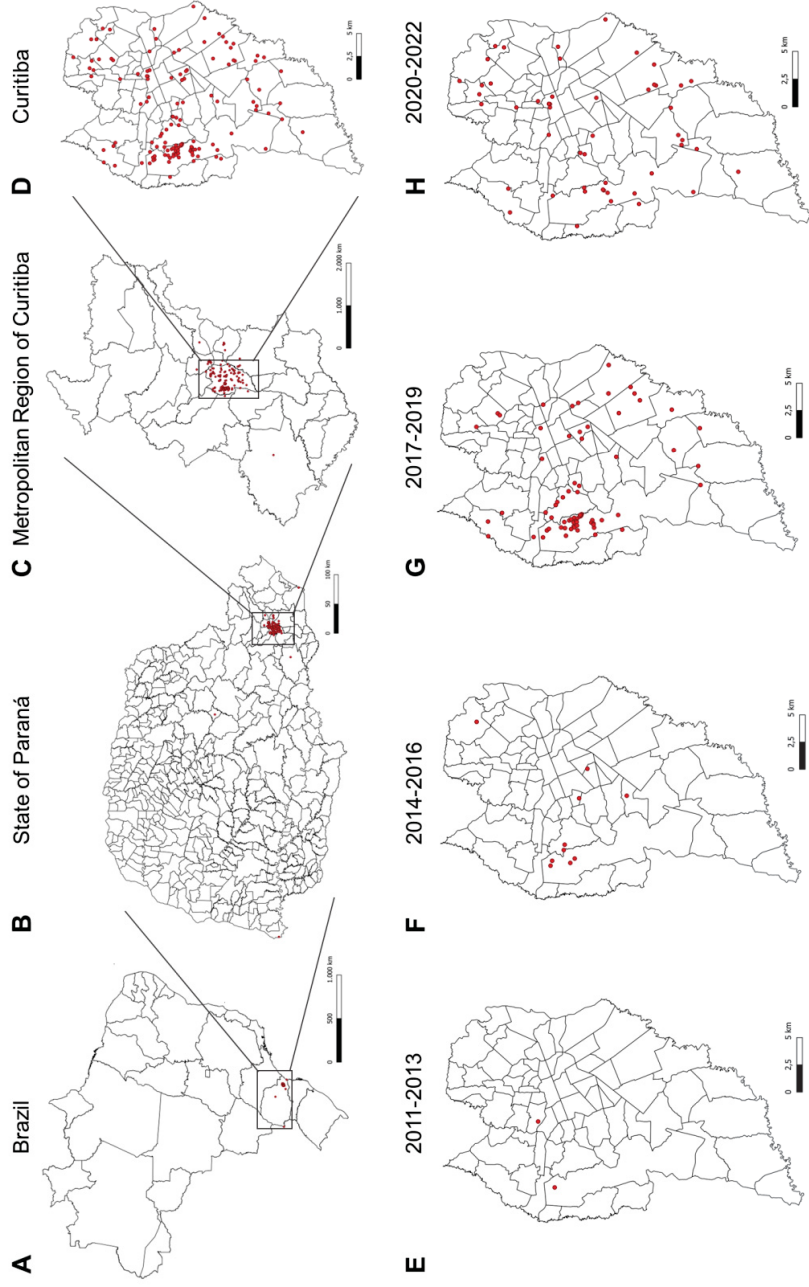 A
Brazil
0 500 1.000 km
B
State of Paraná
0 50 100 km
C
Metropolitan Region of Curitiba
0 1.000 2.000 km
D
Curitiba
0 2,5 5 km
E
2011-2013
0 2,5 5 km
F
2014-2016
0 2,5 5 km
G
2017-2019
0 2,5 5 km
H
2020-2022
0 2,5 5 km